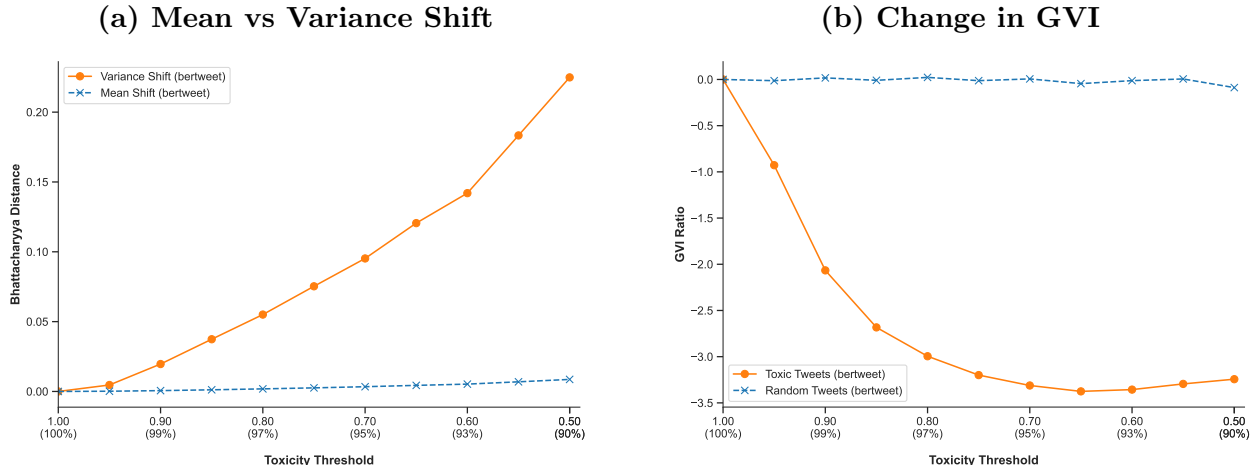 (a) Mean vs Variance Shift
Variance Shift (bertweet)
Mean Shift (bertweet)
Bhattacharyya Distance
0.20
0.15
0.10
0.05
0.00
1.00 0.90 0.80 0.70 0.60 0.50
(100%) (99%) (97%) (95%) (93%) (90%)
Toxicity Threshold
(b) Change in GVI
GVI Ratio
0.0
−0.5
−1.0
−1.5
−2.0
−2.5
−3.0
−3.5
Toxic Tweets (bertweet)
Random Tweets (bertweet)
1.00 0.90 0.80 0.70 0.60 0.50
(100%) (99%) (97%) (95%) (93%) (90%)
Toxicity Threshold